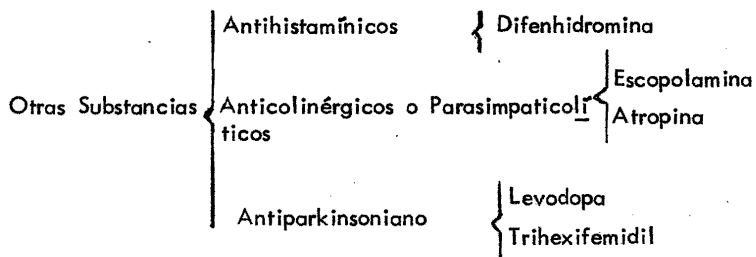 Antihistamínicos
Difenhidromina
Otras Substancias
Anticolinérgicos o Parasimpaticolí
ticos
Escopolamina
Atropina
Antiparkinsoniano
Levodopa
Trihexifemidil